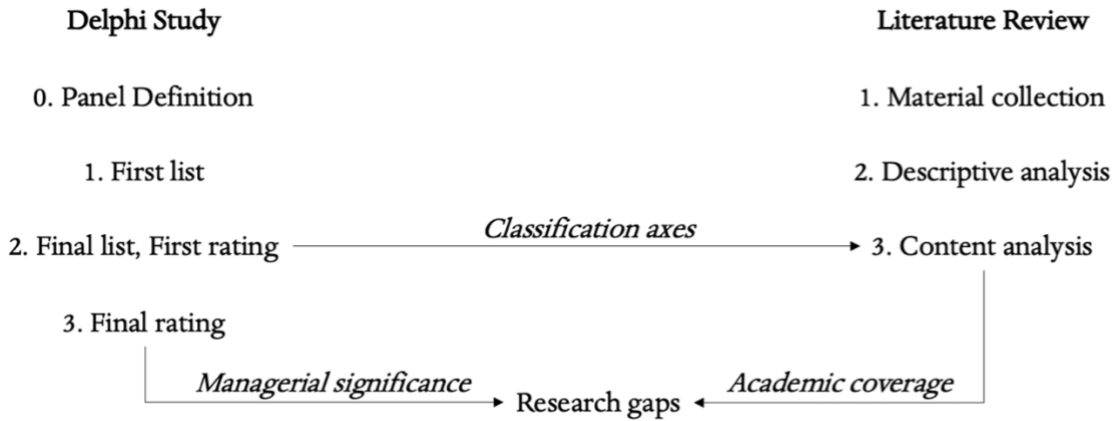 Delphi Study
Literature Review
0. Panel Definition
1. Material collection
1. First list
2. Descriptive analysis
Classification axes
2. Final list, First rating
3. Content analysis
3. Final rating
Managerial significance
Academic coverage
Research gaps